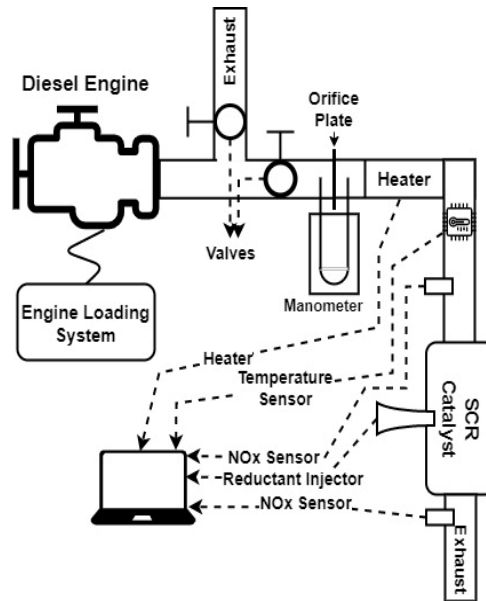 Exhaust
Diesel Engine
Orifice
Plate
Heater
Valves
Manometer
Engine Loading
System
Heater
Temperature
Sensor
SCR
Catalyst
NOx Sensor
Reductant Injector
NOx Sensor
Exhaust